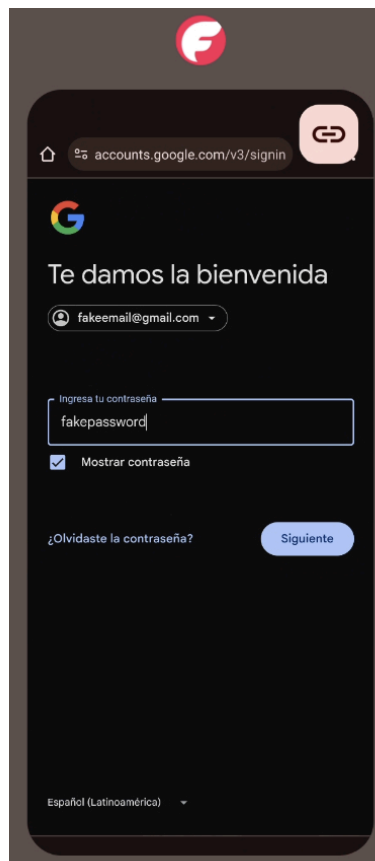 accounts.google.com/v3/signin
Te damos la bienvenida
fakeemail@gmail.com
Ingresa tu contraseña
fakepassword
Mostrar contraseña
¿Olvidaste la contraseña?
Siguiente
Español (Latinoamérica)